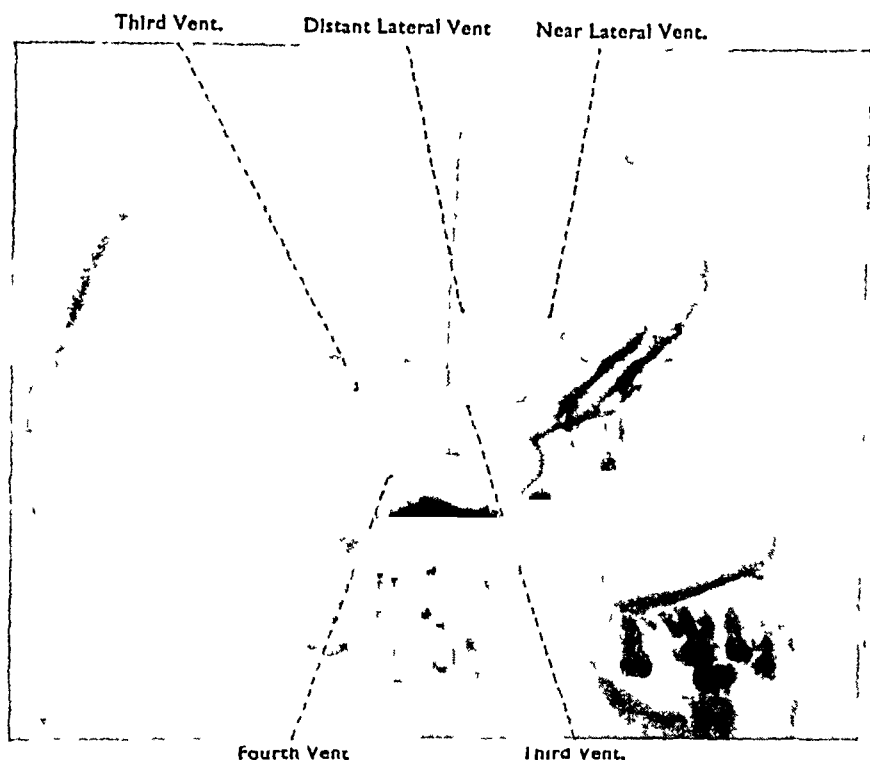 Third Vent.
Distant Lateral Vent
Near Lateral Vent.
Fourth Vent
Third Vent.